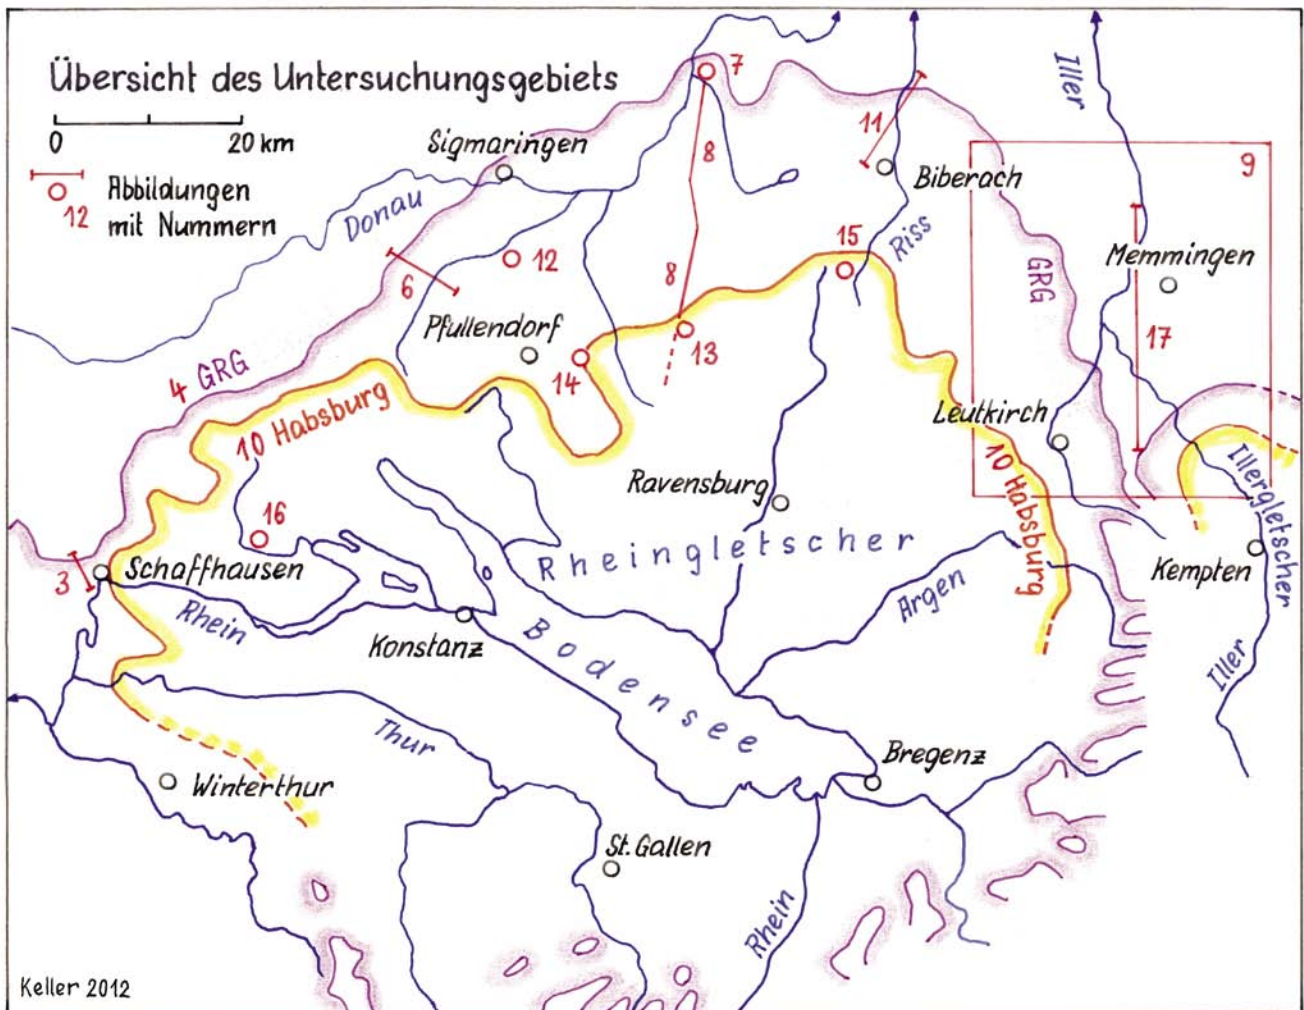 Übersicht des Untersuchungsgebiets
0 20 km
12 Abbildungen
mit Nummern
Sigmaringen
7
8
11
Iller
Biberach
9
Donau
6
12
8
15
Riss
GRG
Memmingen
17
Pfullendorf
14
13
4 GRG
10 Habsburg
Leutkirch
10 Habsburg
Illergletscher
Ravensburg
16
Rheingletscher
3
Schaffhausen
Rhein
Konstanz
Bodensee
Argen
Kempten
Iller
Thur
Bregenz
Winterthur
St. Gallen
Rhein
Keller 2012